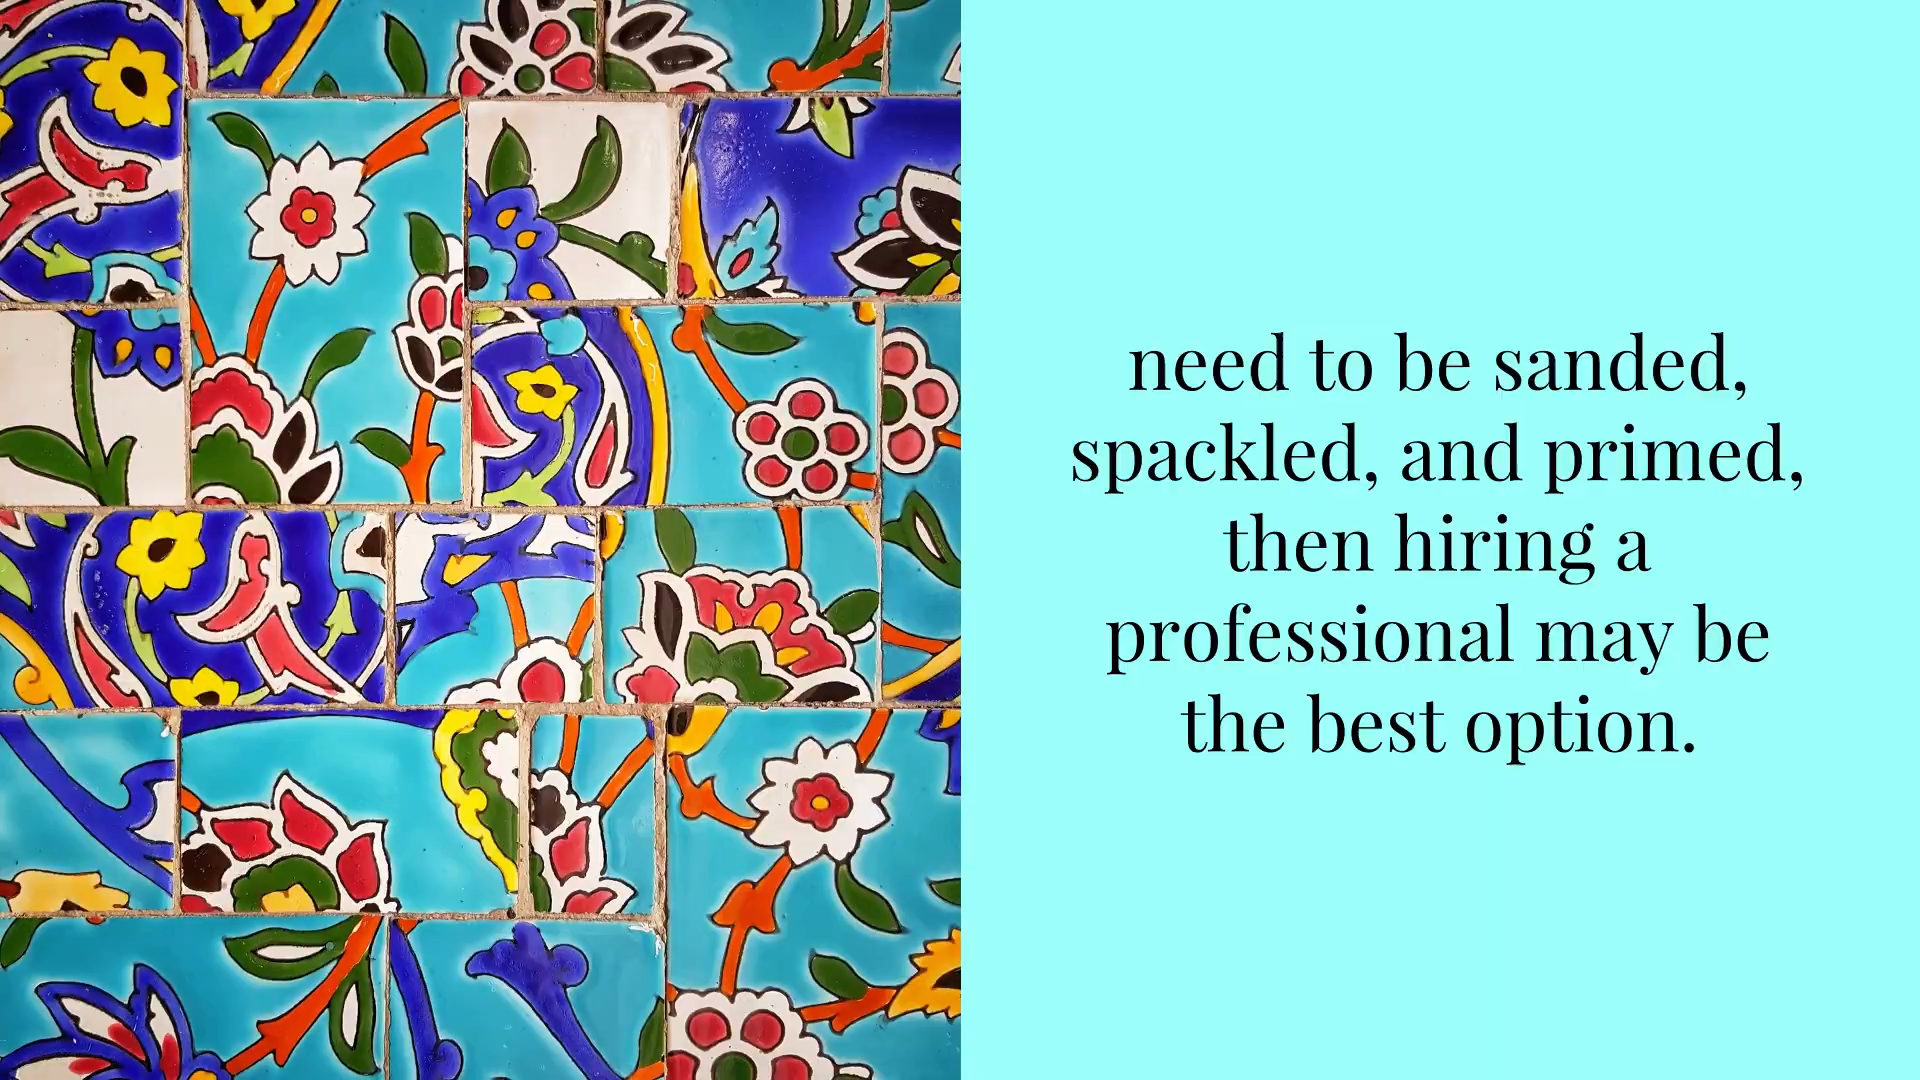 need to be sanded,
spackled, and primed,
then hiring a
professional may be
the best option.